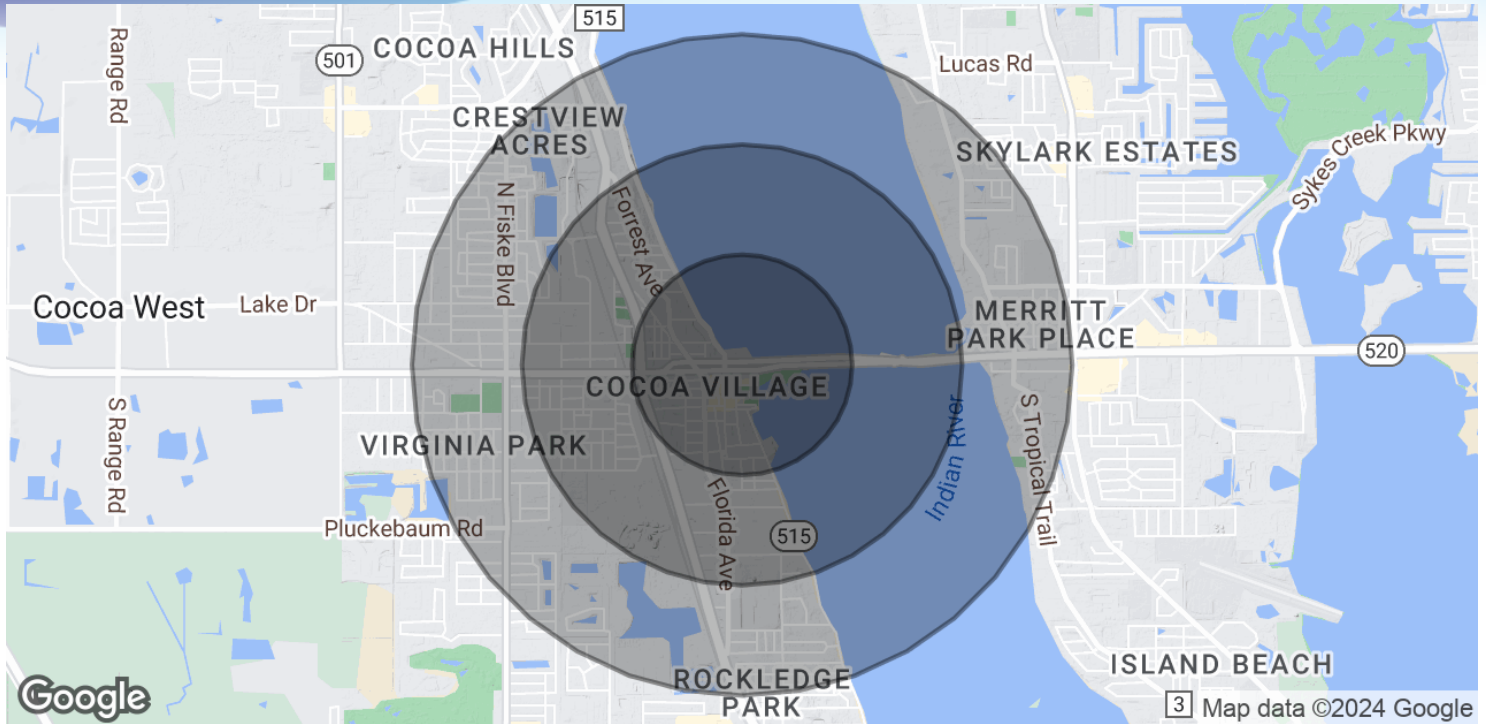 515
Range Rd
COCOA HILLS
501
Lucas Rd
CRESTVIEW
ACRES
Sykes Creek Pkwy
SKYLARK ESTATES
N Fiske Blvd
Forrest Ave
Cocoa West
Lake Dr
MERRITT
PARK PLACE
520
COCOA VILLAGE
S Range Rd
Indian River
S Tropical Trail
VIRGINIA PARK
Florida Ave
Pluckebaum Rd
515
ISLAND BEACH
ROCKLEDGE
PARK
Google
3
Map data ©2024 Google